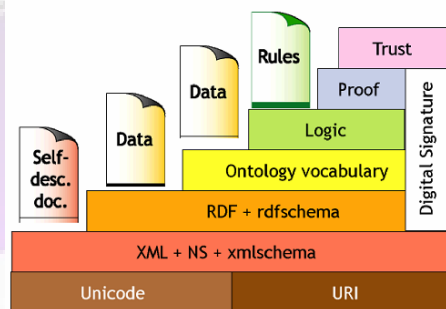 Trust
Rules
Proof
Data
Logic
Digital Signature
Data
Ontology vocabulary
Self-
desc.
doc.
RDF + rdfschema
XML + NS + xmlschema
Unicode
URI